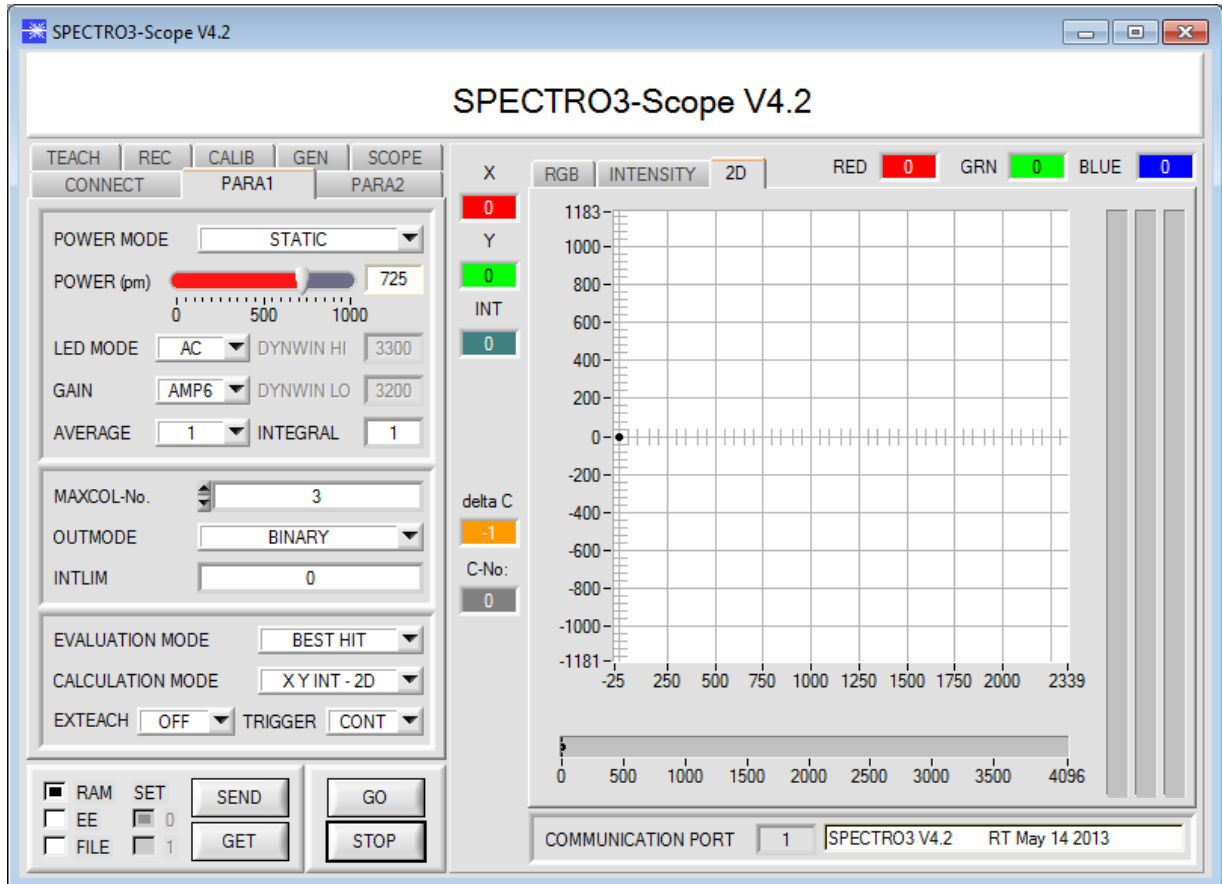 SPECTRO3-Scope V4.2
SPECTRO3-Scope V4.2
TEACH REC CALIB GEN SCOPE
CONNECT PARA1 PARA2
POWER MODE STATIC
POWER (pm) 725
0 500 1000
LED MODE AC DYNWIN HI 3300
GAIN AMP6 DYNWIN LO 3200
AVERAGE 1 INTEGRAL 1
MAXCOL-No. 3
OUTMODE BINARY
INTLIM 0
EVALUATION MODE BEST HIT
CALCULATION MODE X Y INT - 2D
EXTEACH OFF TRIGGER CONT
RAM SET SEND GO
EE 0
FILE 1 GET STOP
X
0
Y
0
INT
0
delta C
-1
C-No:
0
RGB INTENSITY 2D RED 0 GRN 0 BLUE 0
1183
1000
800
600
400
200
0
-200
-400
-600
-800
-1000
-1181
-25 250 500 750 1000 1250 1500 1750 2000 2339
0 500 1000 1500 2000 2500 3000 3500 4096
COMMUNICATION PORT 1 SPECTRO3 V4.2 RT May 14 2013